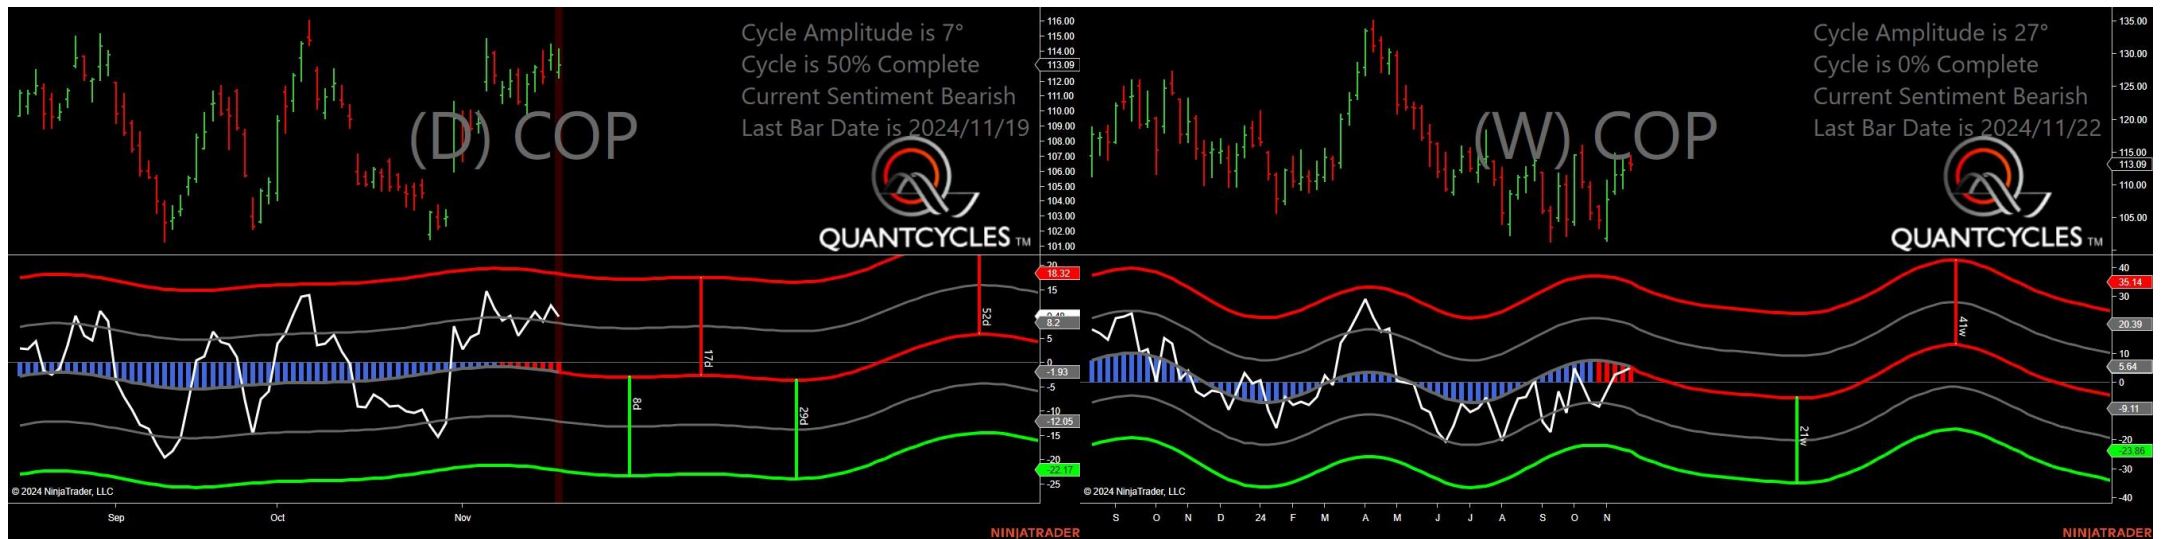 Cycle Amplitude is 7°
Cycle is 50% Complete
Current Sentiment Bearish
Last Bar Date is 2024/11/19
(D) COP
QUANTCYCLES TM
116.00
115.00
114.00
113.09
112.00
111.00
110.00
109.00
108.00
107.00
106.00
105.00
104.00
103.00
102.00
101.00
20
18.32
15
8.2
5
0
-1.93
-5
-10
-12.05
-15
-20
-22.17
-25
17d
52d
8d
29d
© 2024 NinjaTrader, LLC
Sep
Oct
Nov
NINJATRADER
Cycle Amplitude is 27°
Cycle is 0% Complete
Current Sentiment Bearish
Last Bar Date is 2024/11/22
(W) COP
QUANTCYCLES TM
135.00
130.00
125.00
120.00
115.00
113.09
110.00
105.00
40
35.14
30
20.39
10
5.64
0
-9.11
-20
-23.86
-30
-40
41w
21w
© 2024 NinjaTrader, LLC
S O N D 24 F M A M J J A S O N
NINJATRADER